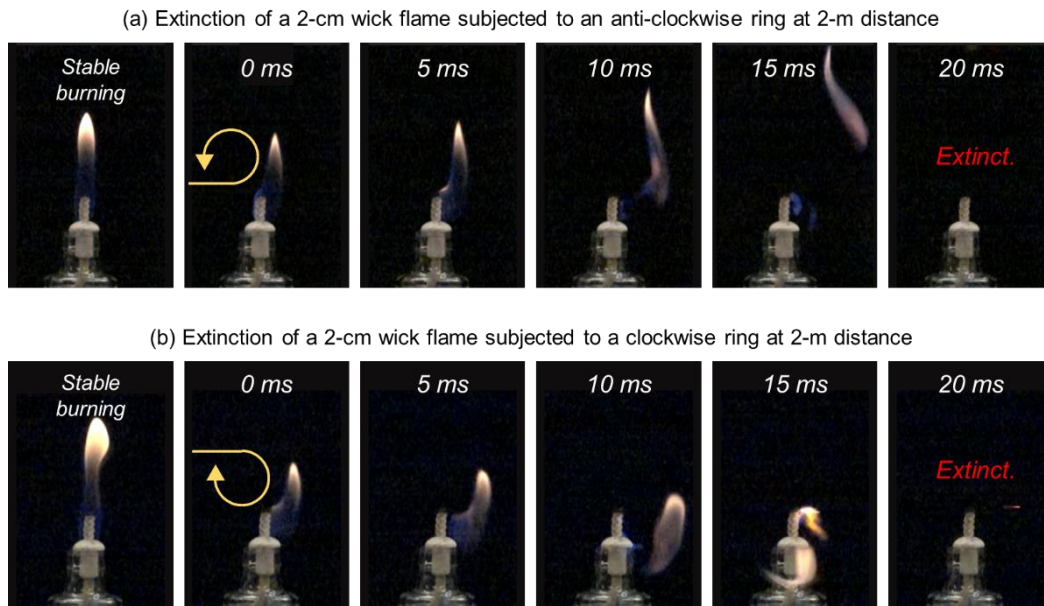 (a) Extinction of a 2-cm wick flame subjected to an anti-clockwise ring at 2-m distance
Stable
burning
0 ms
5 ms
10 ms
15 ms
20 ms
Extinct.
(b) Extinction of a 2-cm wick flame subjected to a clockwise ring at 2-m distance
Stable
burning
0 ms
5 ms
10 ms
15 ms
20 ms
Extinct.